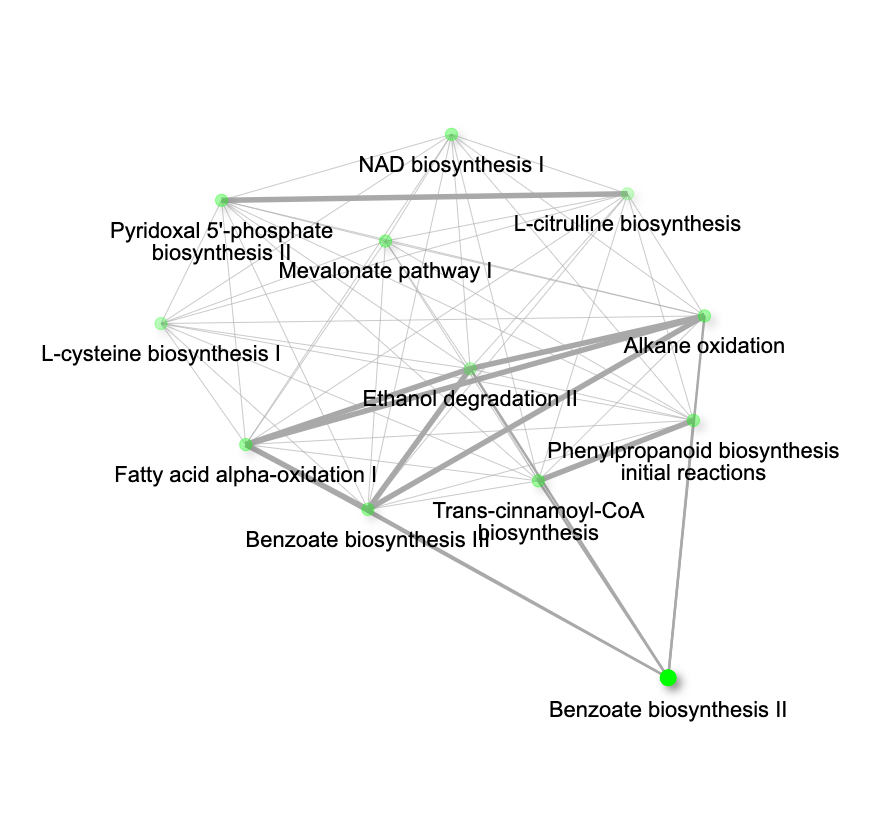 NAD biosynthesis I
L-citrulline biosynthesis
Pyridoxal 5'-phosphate
biosynthesis II
Mevalonate pathway I
Alkane oxidation
L-cysteine biosynthesis I
Ethanol degradation II
Phenylpropanoid biosynthesis
initial reactions
Fatty acid alpha-oxidation I
Trans-cinnamoyl-CoA
biosynthesis
Benzoate biosynthesis III
Benzoate biosynthesis II